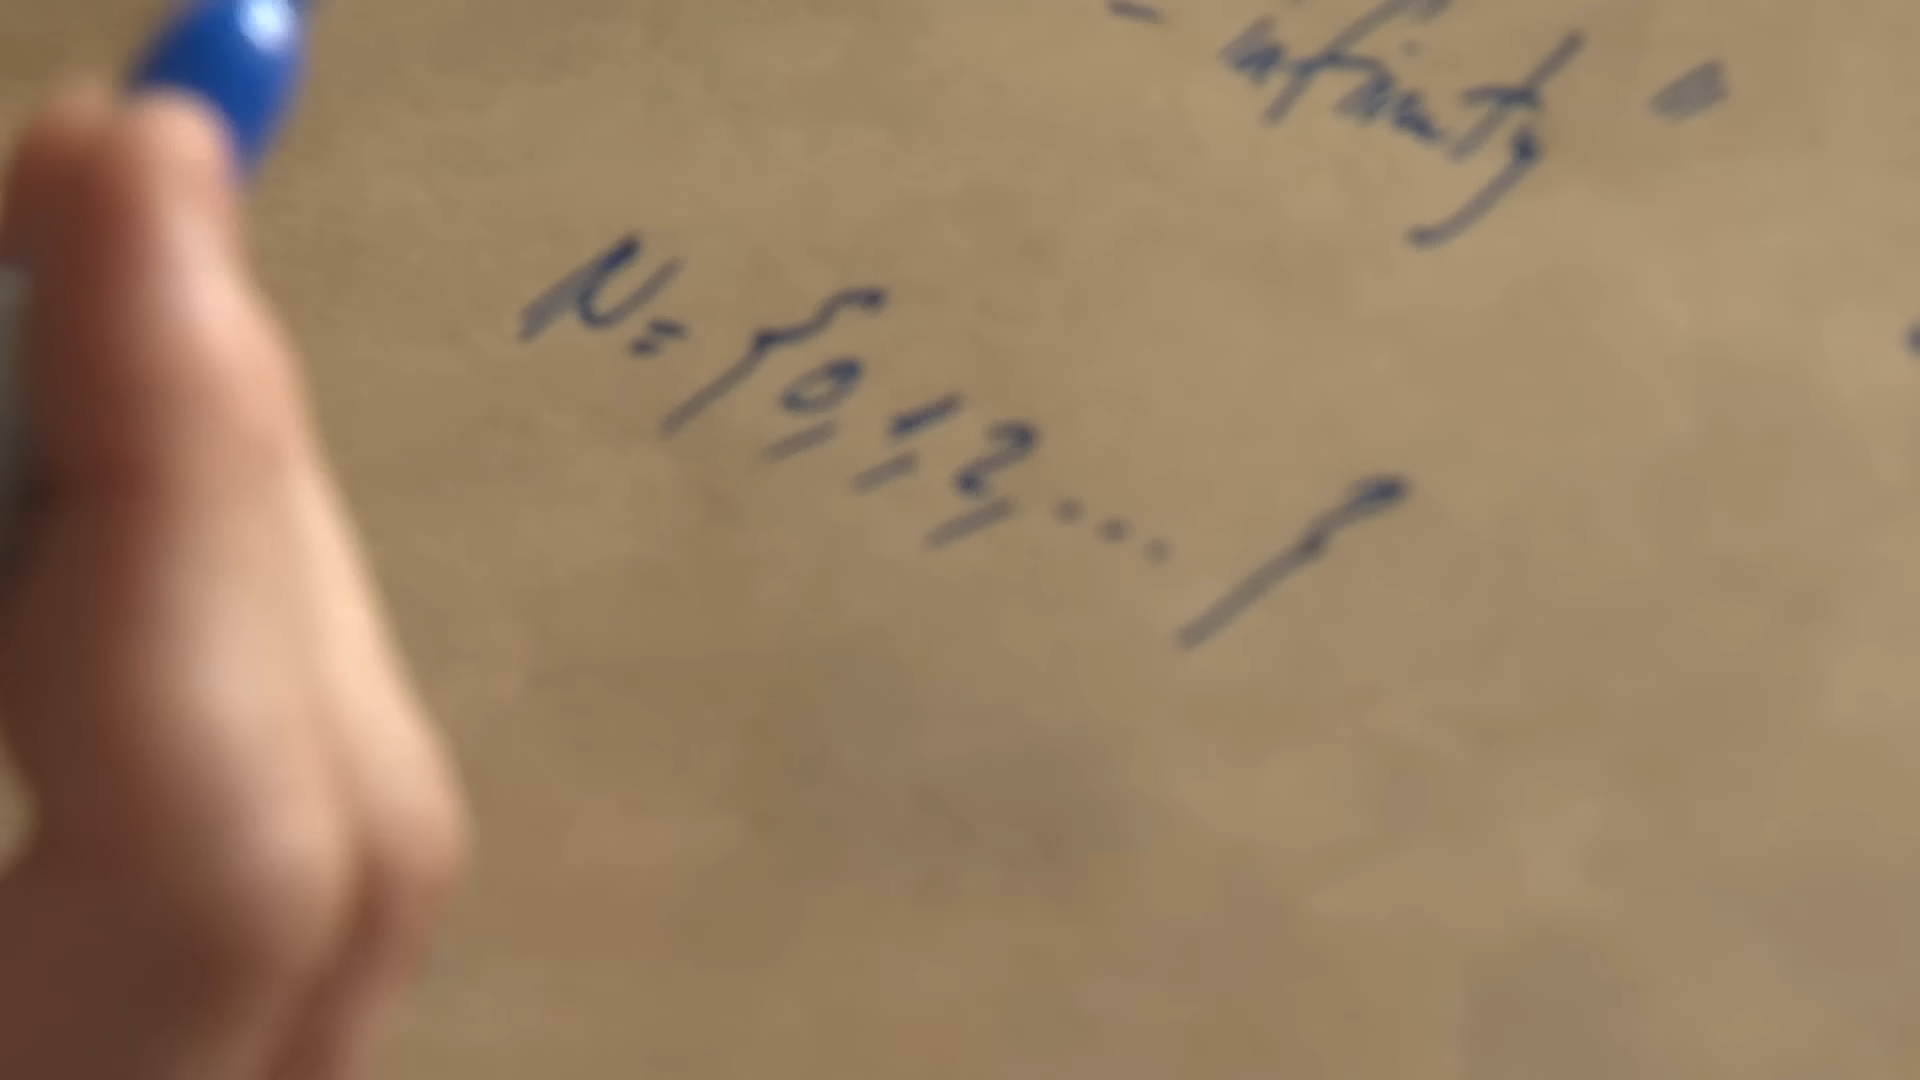 - infinity
N = {0, 1, 2, ... }